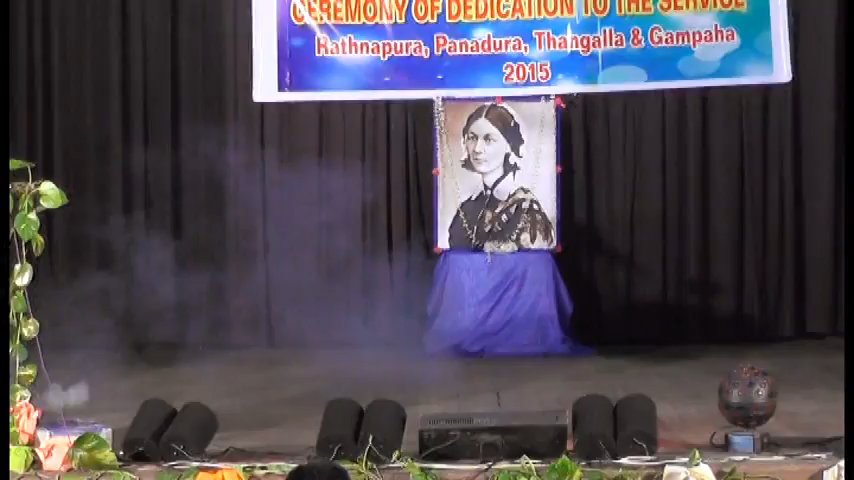 CEREMONY OF DEDICATION TO THE SERVICE
Rathnapura, Panadura, Thangalla & Gampaha
2015